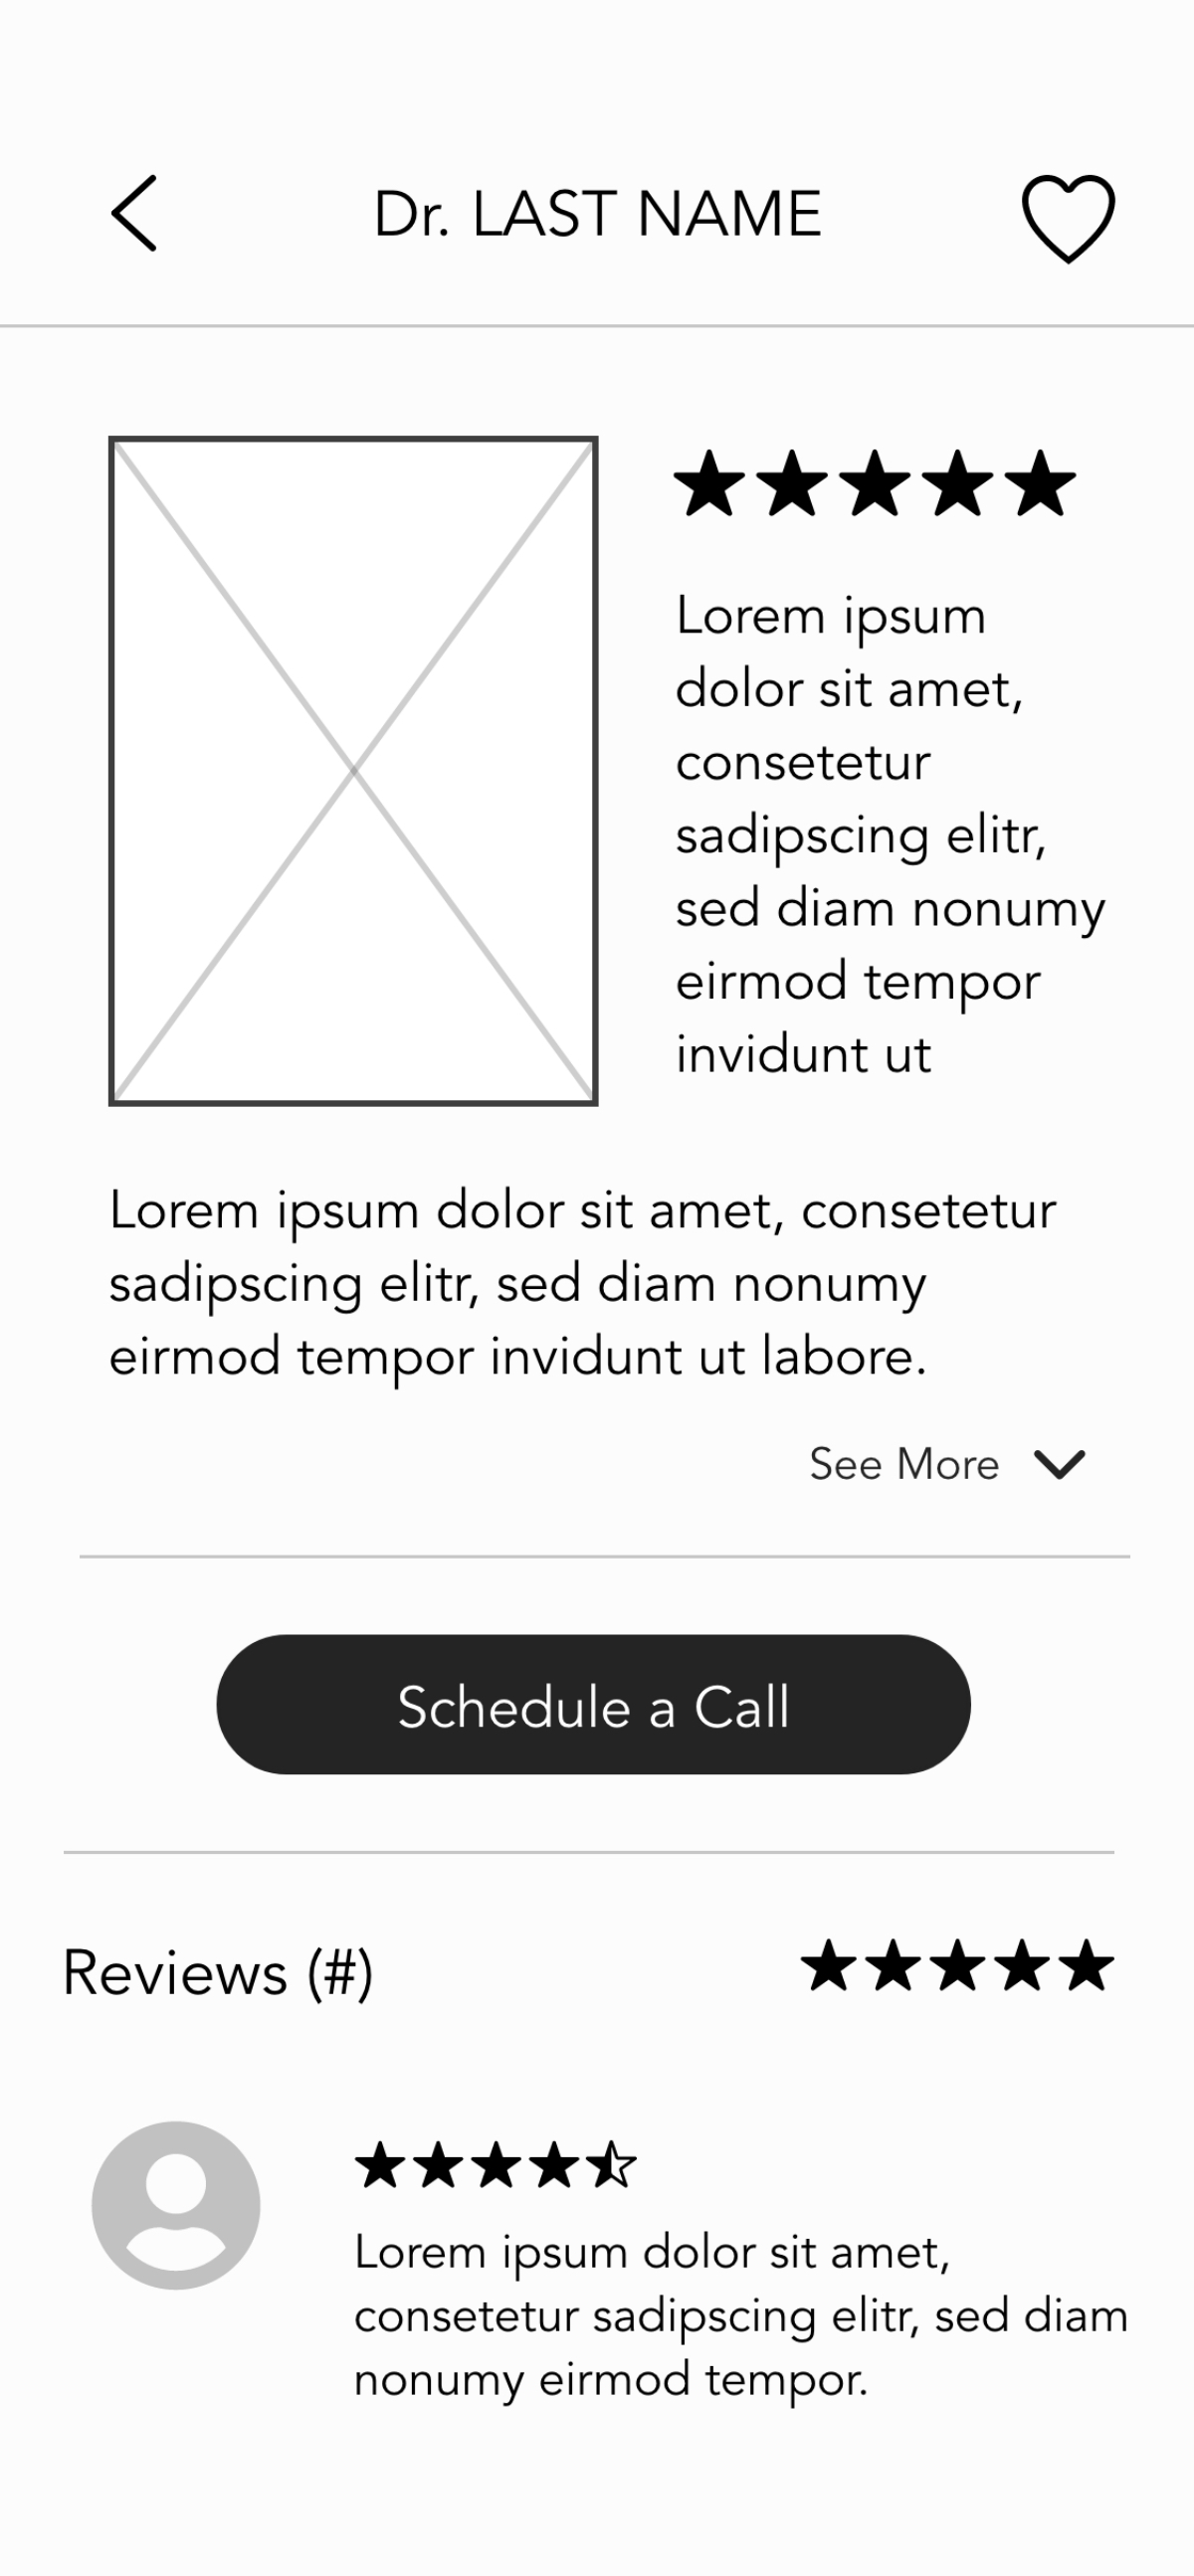 Dr. LAST NAME
Lorem ipsum
dolor sit amet,
consetetur
sadipscing elitr,
sed diam nonumy
eirmod tempor
invidunt ut
Lorem ipsum dolor sit amet, consetetur
sadipscing elitr, sed diam nonumy
eirmod tempor invidunt ut labore.
See More
Schedule a Call
Reviews (#)
Lorem ipsum dolor sit amet,
consetetur sadipscing elitr, sed diam
nonumy eirmod tempor.